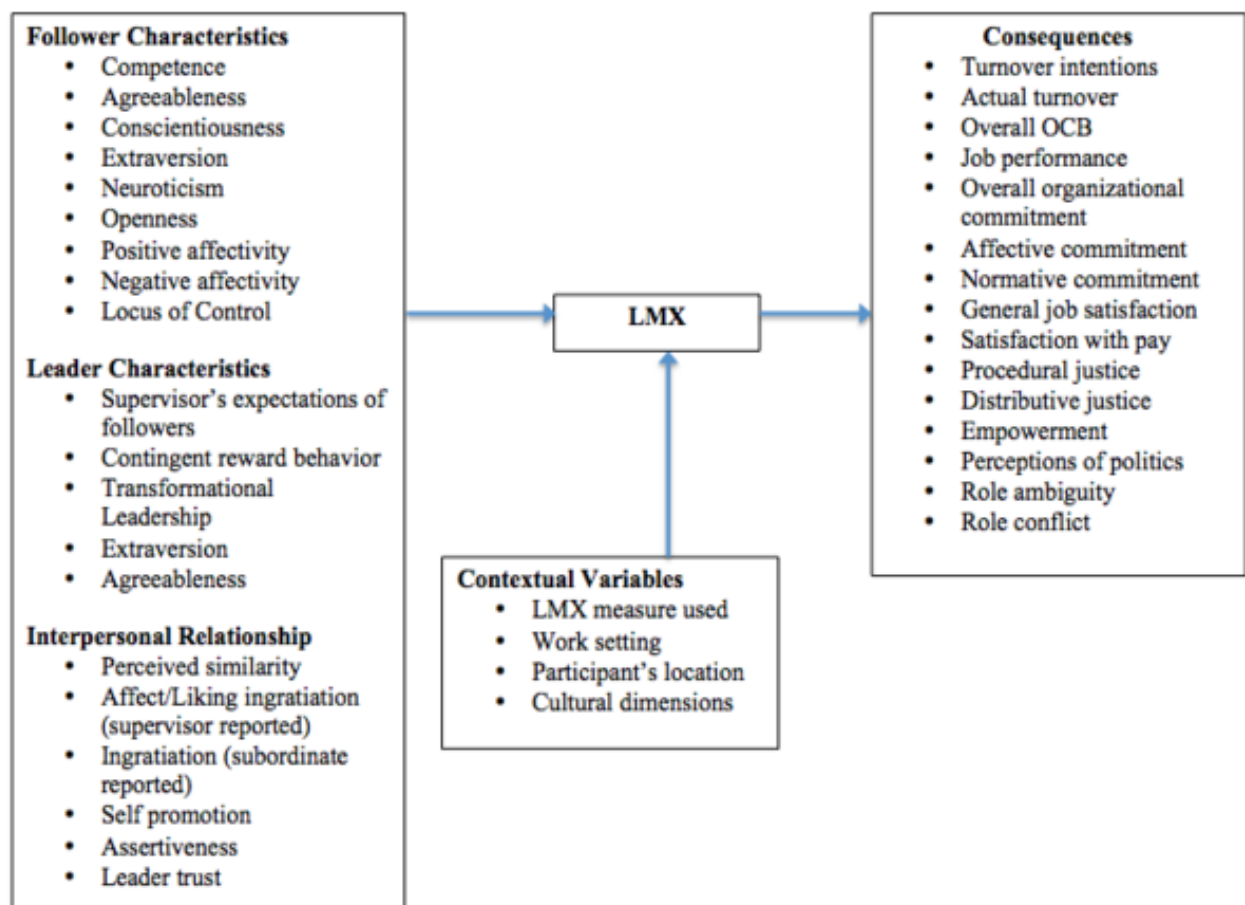 Follower Characteristics
• Competence
• Agreeableness
• Conscientiousness
• Extraversion
• Neuroticism
• Openness
• Positive affectivity
• Negative affectivity
• Locus of Control
Leader Characteristics
• Supervisor's expectations of
followers
• Contingent reward behavior
• Transformational
Leadership
• Extraversion
• Agreeableness
Interpersonal Relationship
• Perceived similarity
• Affect/Liking ingratiation
(supervisor reported)
• Ingratiation (subordinate
reported)
• Self promotion
• Assertiveness
• Leader trust
LMX
Contextual Variables
• LMX measure used
• Work setting
• Participant's location
• Cultural dimensions
Consequences
• Turnover intentions
• Actual turnover
• Overall OCB
• Job performance
• Overall organizational
commitment
• Affective commitment
• Normative commitment
• General job satisfaction
• Satisfaction with pay
• Procedural justice
• Distributive justice
• Empowerment
• Perceptions of politics
• Role ambiguity
• Role conflict